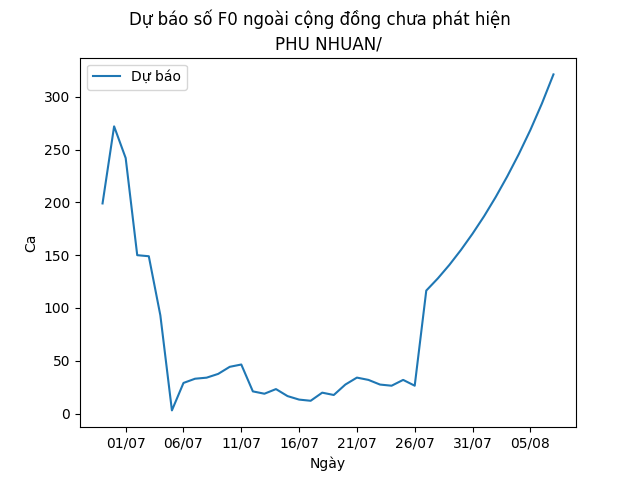 Dự báo số F0 ngoài cộng đồng chưa phát hiện
PHU NHUAN/
Dự báo
300
250
200
150
100
50
0
Ca
01/07 06/07 11/07 16/07 21/07 26/07 31/07 05/08
Ngày